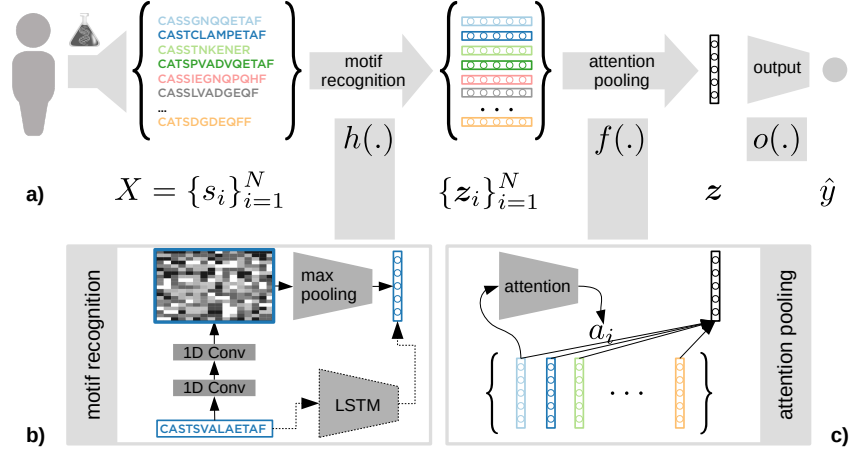 CASSGNQQETAF
CASTCLAMPETAF
CASSTNKENER
CATSPVADVQETAF
CASSIEGNQPQHF
CASSLVADGEQF
...
CATSDGDEQFF
motif
recognition
. . .
attention
pooling
output
h(.)
f(.)
o(.)
a)
X = {s_i}_{i=1}^N
{z_i}_{i=1}^N
z
ŷ
motif recognition
max
pooling
1D Conv
1D Conv
LSTM
CASTSVALAETAF
b)
attention
a_i
. . .
attention pooling
c)